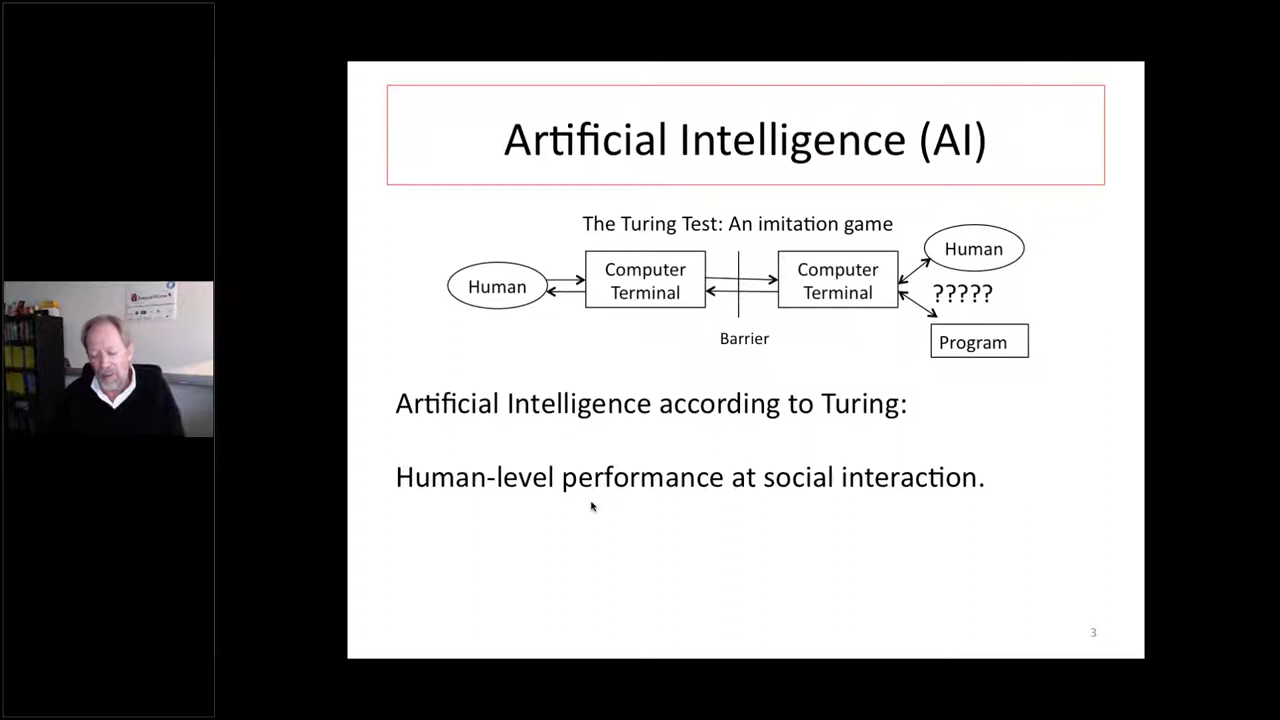 Artificial Intelligence (AI)
The Turing Test: An imitation game
Human
Computer
Terminal
Barrier
Computer
Terminal
Human
?????
Program
Artificial Intelligence according to Turing:
Human-level performance at social interaction.
3